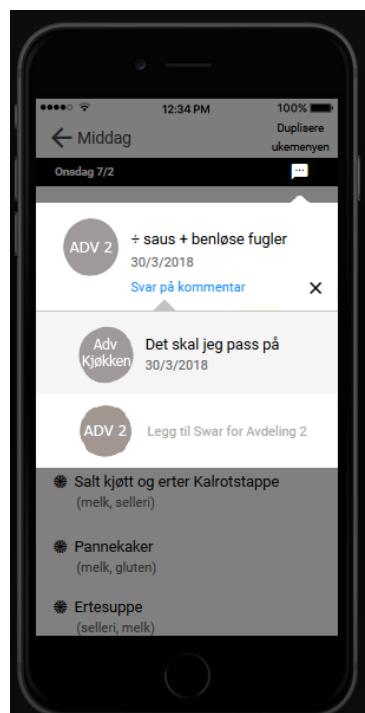 12:34 PM
100%
Middag
Duplisere
ukemenyen
Onsdag 7/2
ADV 2
÷ saus + benløse fugler
30/3/2018
Svar på kommentar
Adv
Kjøkken
Det skal jeg pass på
30/3/2018
ADV 2
Legg til Swar for Avdeling 2
Salt kjøtt og erter Kalrotstappe
(melk, selleri)
Pannekaker
(melk, gluten)
Ertesuppe
(selleri, melk)